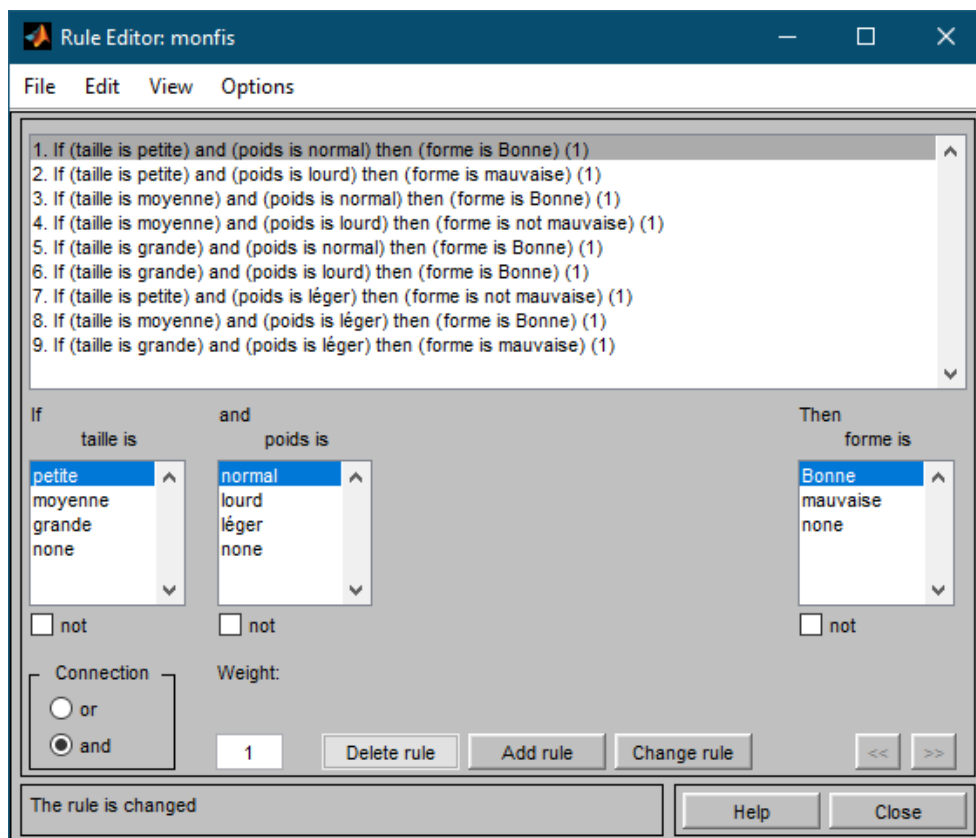 Rule Editor: monfis
File Edit View Options
1. If (taille is petite) and (poids is normal) then (forme is Bonne) (1)
2. If (taille is petite) and (poids is lourd) then (forme is mauvaise) (1)
3. If (taille is moyenne) and (poids is normal) then (forme is Bonne) (1)
4. If (taille is moyenne) and (poids is lourd) then (forme is not mauvaise) (1)
5. If (taille is grande) and (poids is normal) then (forme is Bonne) (1)
6. If (taille is grande) and (poids is lourd) then (forme is Bonne) (1)
7. If (taille is petite) and (poids is léger) then (forme is not mauvaise) (1)
8. If (taille is moyenne) and (poids is léger) then (forme is Bonne) (1)
9. If (taille is grande) and (poids is léger) then (forme is mauvaise) (1)
If and Then
taille is poids is forme is
petite normal Bonne
moyenne lourd mauvaise
grande léger none
none none
not not not
Connection Weight:
or
and 1 Delete rule Add rule Change rule << >>
The rule is changed Help Close